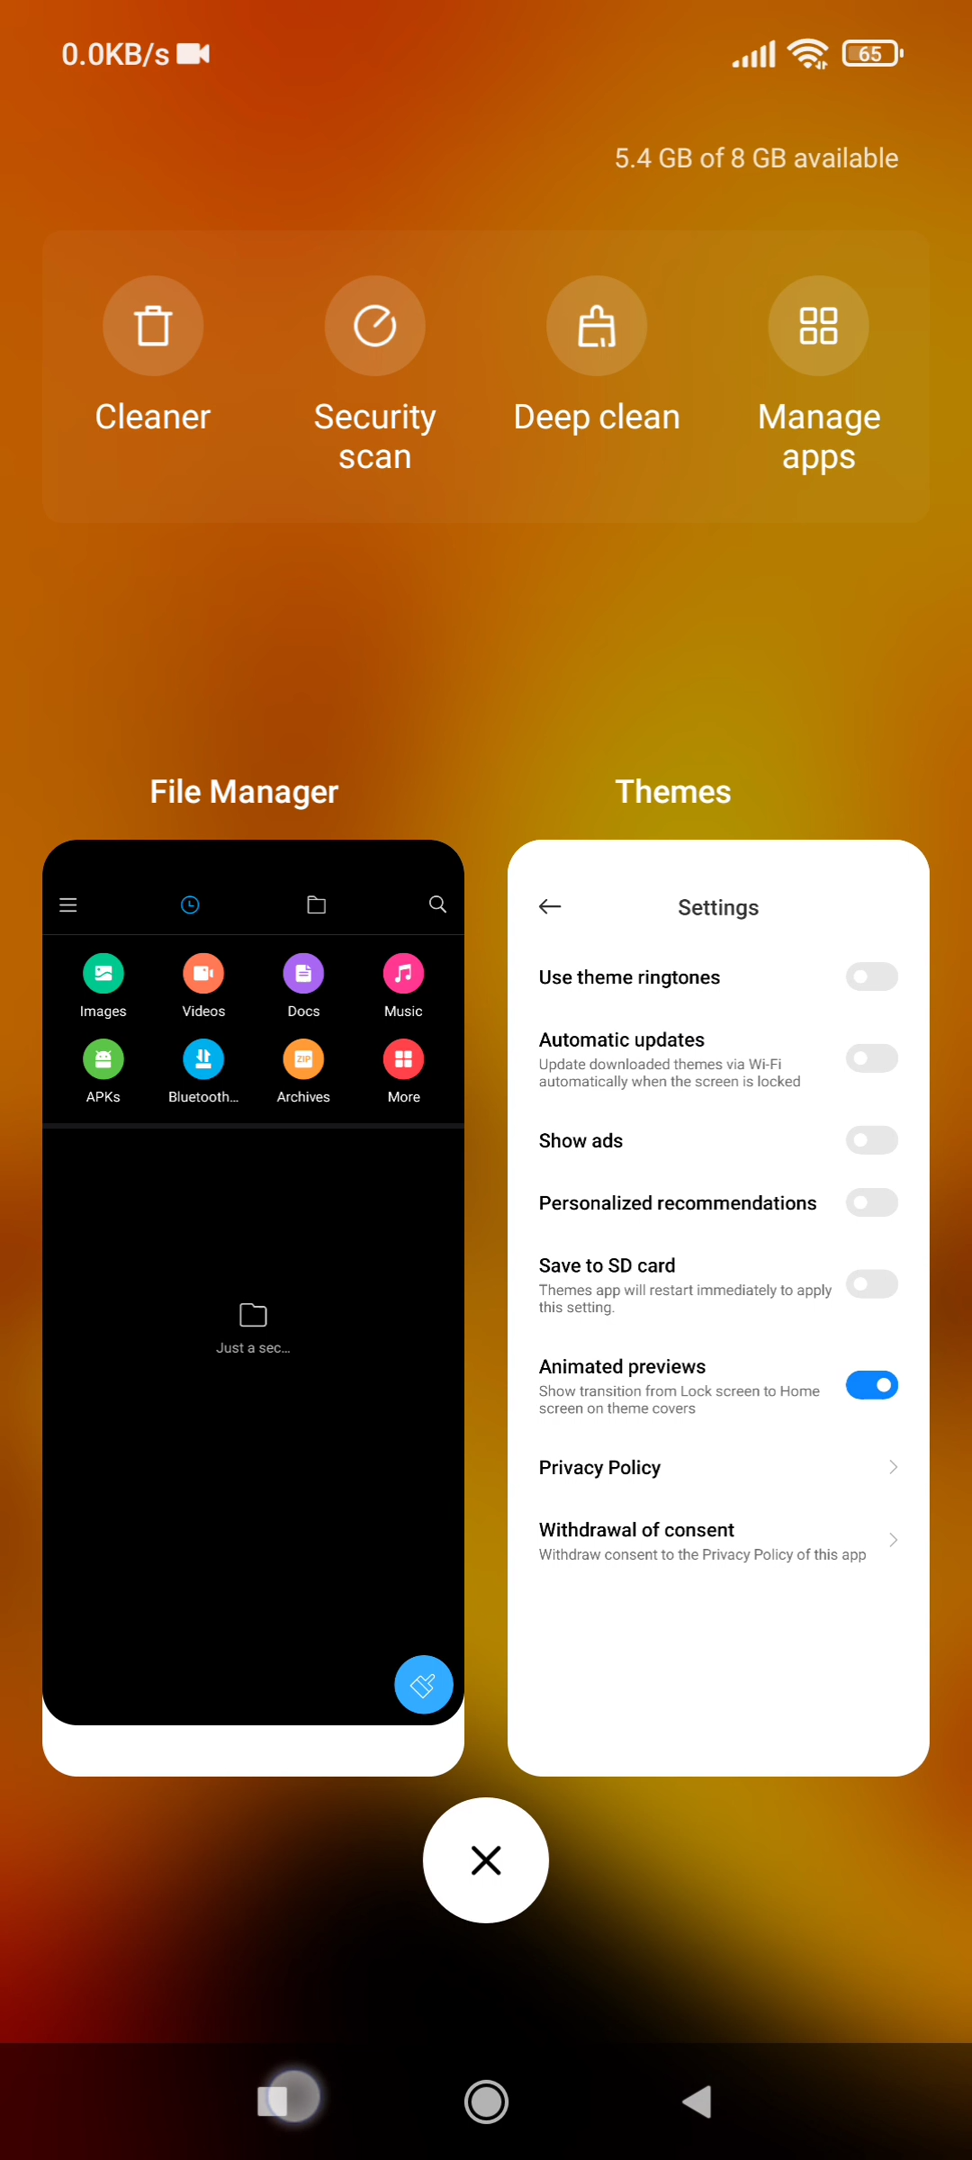 0.0KB/s
65
5.4 GB of 8 GB available
Cleaner
Security
scan
Deep clean
Manage
apps
File Manager
Themes
Images
Videos
Docs
Music
ZIP
APKs
Bluetooth...
Archives
More
Just a sec...
Settings
Use theme ringtones
Automatic updates
Update downloaded themes via Wi-Fi
automatically when the screen is locked
Show ads
Personalized recommendations
Save to SD card
Themes app will restart immediately to apply
this setting.
Animated previews
Show transition from Lock screen to Home
screen on theme covers
Privacy Policy
Withdrawal of consent
Withdraw consent to the Privacy Policy of this app